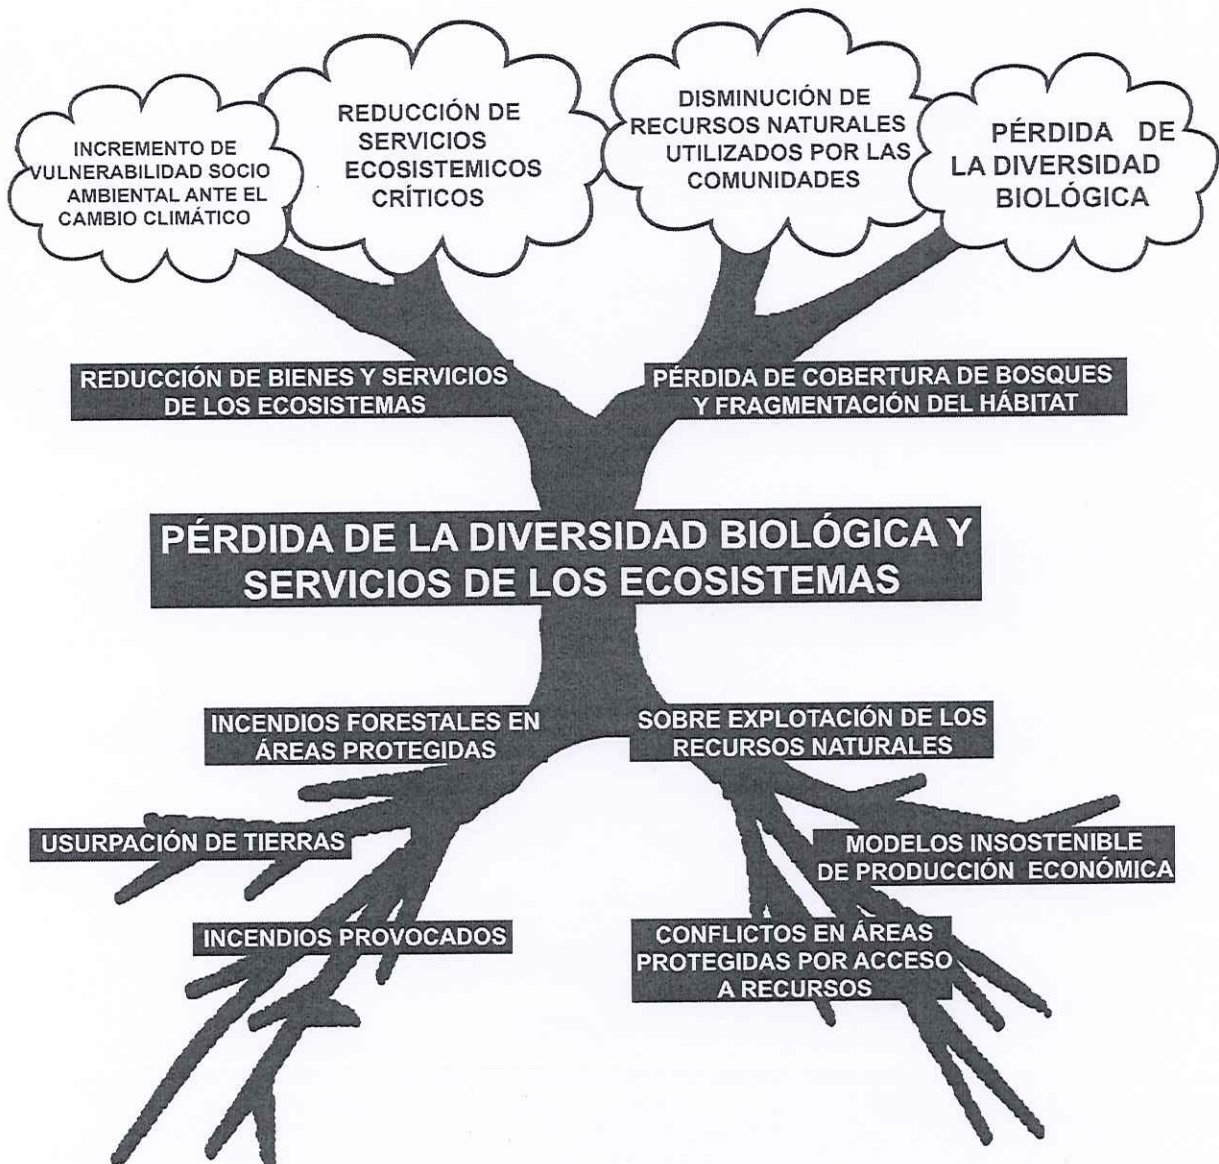 INCREMENTO DE
VULNERABILIDAD SOCIO
AMBIENTAL ANTE EL
CAMBIO CLIMÁTICO
REDUCCIÓN DE
SERVICIOS
ECOSISTEMICOS
CRÍTICOS
DISMINUCIÓN DE
RECURSOS NATURALES
UTILIZADOS POR LAS
COMUNIDADES
PÉRDIDA DE
LA DIVERSIDAD
BIOLÓGICA
REDUCCIÓN DE BIENES Y SERVICIOS
DE LOS ECOSISTEMAS
PÉRDIDA DE COBERTURA DE BOSQUES
Y FRAGMENTACIÓN DEL HÁBITAT
PÉRDIDA DE LA DIVERSIDAD BIOLÓGICA Y
SERVICIOS DE LOS ECOSISTEMAS
INCENDIOS FORESTALES EN
ÁREAS PROTEGIDAS
SOBRE EXPLOTACIÓN DE LOS
RECURSOS NATURALES
USURPACIÓN DE TIERRAS
MODELOS INSOSTENIBLE
DE PRODUCCIÓN ECONÓMICA
INCENDIOS PROVOCADOS
CONFLICTOS EN ÁREAS
PROTEGIDAS POR ACCESO
A RECURSOS